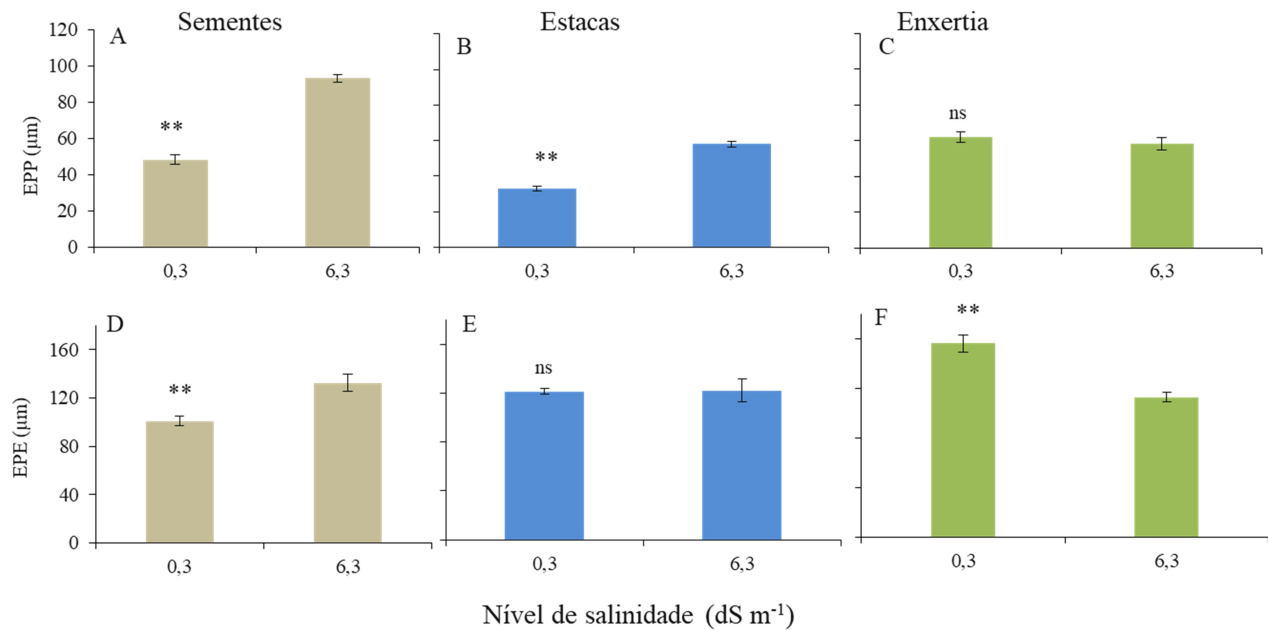 Sementes
Estacas
Enxertia
A
B
C
EPP (µm)
120
100
80
60
40
20
0
**
**
ns
0,3
6,3
0,3
6,3
0,3
6,3
D
E
F
EPE (µm)
160
120
80
40
0
**
ns
**
0,3
6,3
0,3
6,3
0,3
6,3
Nível de salinidade (dS m⁻¹)